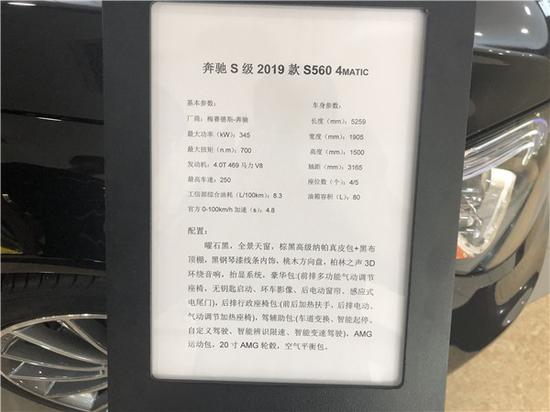 奔驰 S 级 2019 款 S560 4MATIC
基本参数：
车身参数：
厂商：梅赛德斯-奔驰
长度（mm）：5259
最大功率（kW）：345
宽度（mm）：1905
最大扭矩（n.m）：700
高度（mm）：1500
发动机：4.0T 469 马力 V8
轴距（mm）：3165
最高车速：250
座位数（个）：4/5
工信部综合油耗（L/100km）：8.3
油箱容积（L）：80
官方 0-100km/h 加速（s）：4.8
配置：
曜石黑，全景天窗，棕黑高级纳帕真皮包+黑布
顶棚，黑钢琴漆线条内饰，桃木方向盘，柏林之声 3D
环绕音响，抬显系统，豪华包:(前排多功能气动调节
座椅、无钥匙启动、环车影像、后电动窗帘、感应式
电尾门)，后排行政座椅包:(前后加热扶手，后排电动、
气动调节加热座椅)，驾辅助包:(车道变换、智能起停、
自定义驾驶、智能辨识限速、智能变速驾驶)，AMG
运动包，20 寸 AMG 轮毂，空气平衡包。